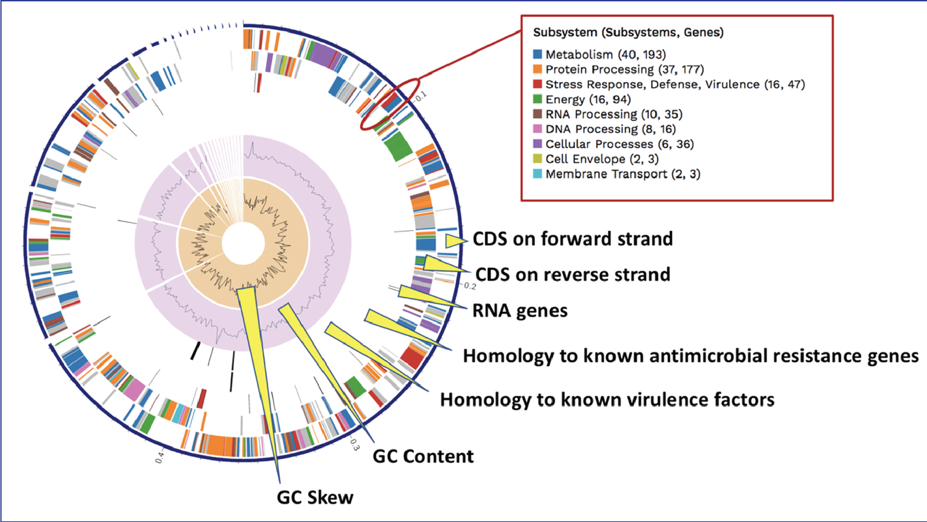 Subsystem (Subsystems, Genes)
Metabolism (40, 193)
Protein Processing (37, 177)
Stress Response, Defense, Virulence (16, 47)
Energy (16, 94)
RNA Processing (10, 35)
DNA Processing (8, 16)
Cellular Processes (6, 36)
Cell Envelope (2, 3)
Membrane Transport (2, 3)
0.1
CDS on forward strand
CDS on reverse strand
0.2
RNA genes
Homology to known antimicrobial resistance genes
Homology to known virulence factors
0.3
GC Content
0.4
GC Skew